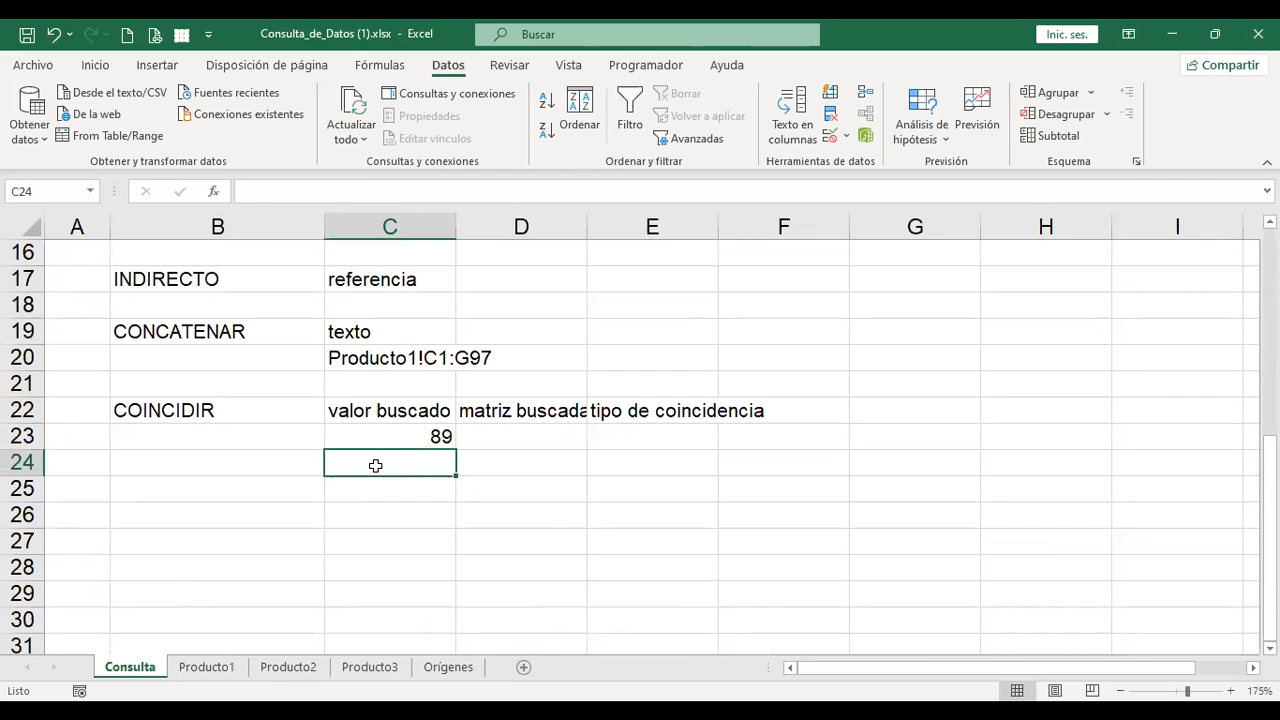 Consulta_de_Datos (1).xlsx - Excel
Buscar
Inic. ses.
Archivo Inicio Insertar Disposición de página Fórmulas Datos Revisar Vista Programador Ayuda
Compartir
Obtener datos
Desde el texto/CSV
De la web
From Table/Range
Fuentes recientes
Conexiones existentes
Obtener y transformar datos
Actualizar todo
Consultas y conexiones
Propiedades
Editar vínculos
Consultas y conexiones
Ordenar
Filtro
Borrar
Volver a aplicar
Avanzadas
Ordenar y filtrar
Texto en columnas
Herramientas de datos
Análisis de hipótesis
Previsión
Previsión
Agrupar
Desagrupar
Subtotal
Esquema
C24
fx
A B C D E F G H I
16
17 INDIRECTO referencia
18
19 CONCATENAR texto
20 Producto1!C1:G97
21
22 COINCIDIR valor buscado matriz buscada tipo de coincidencia
23 89
24
25
26
27
28
29
30
31
Consulta Producto1 Producto2 Producto3 Orígenes
Listo
175%